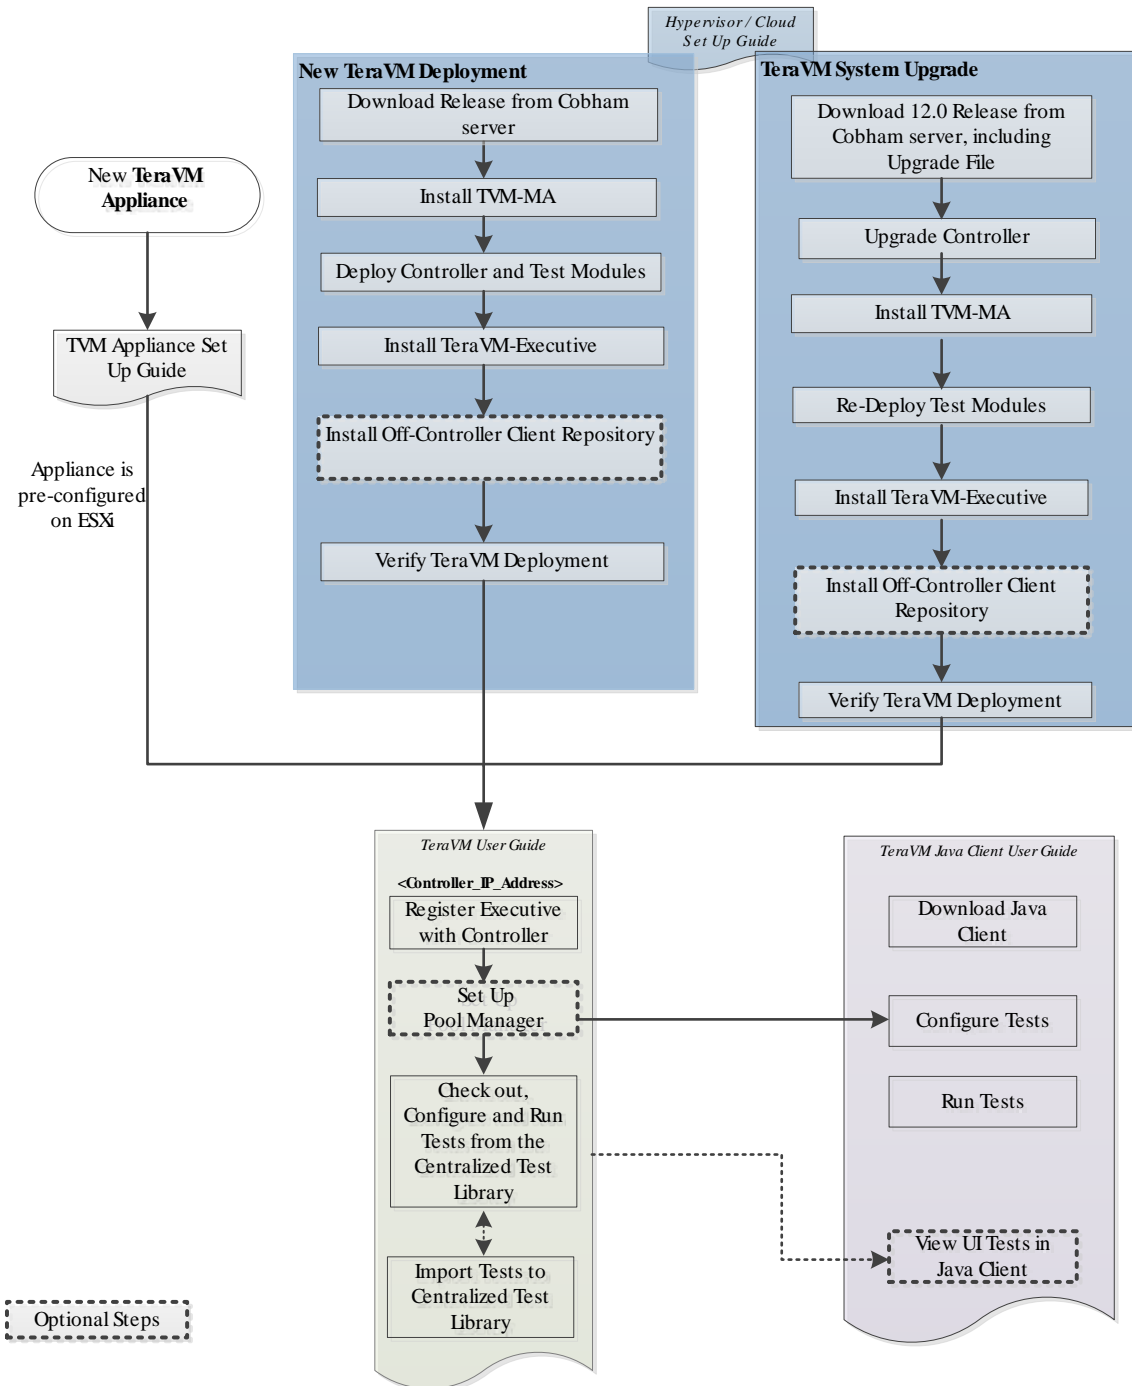 Hypervisor / Cloud
Set Up Guide
New TeraVM Deployment
Download Release from Cobham
server
Install TVM-MA
Deploy Controller and Test Modules
Install TeraVM-Executive
Install Off-Controller Client Repository
Verify TeraVM Deployment
TeraVM System Upgrade
Download 12.0 Release from
Cobham server, including
Upgrade File
Upgrade Controller
Install TVM-MA
Re-Deploy Test Modules
Install TeraVM-Executive
Install Off-Controller Client
Repository
Verify TeraVM Deployment
New TeraVM
Appliance
TVM Appliance Set
Up Guide
Appliance is
pre-configured
on ESXi
TeraVM User Guide
<Controller_IP_Address>
Register Executive
with Controller
Set Up
Pool Manager
Check out,
Configure and Run
Tests from the
Centralized Test
Library
Import Tests to
Centralized Test
Library
TeraVM Java Client User Guide
Download Java
Client
Configure Tests
Run Tests
View UI Tests in
Java Client
Optional Steps